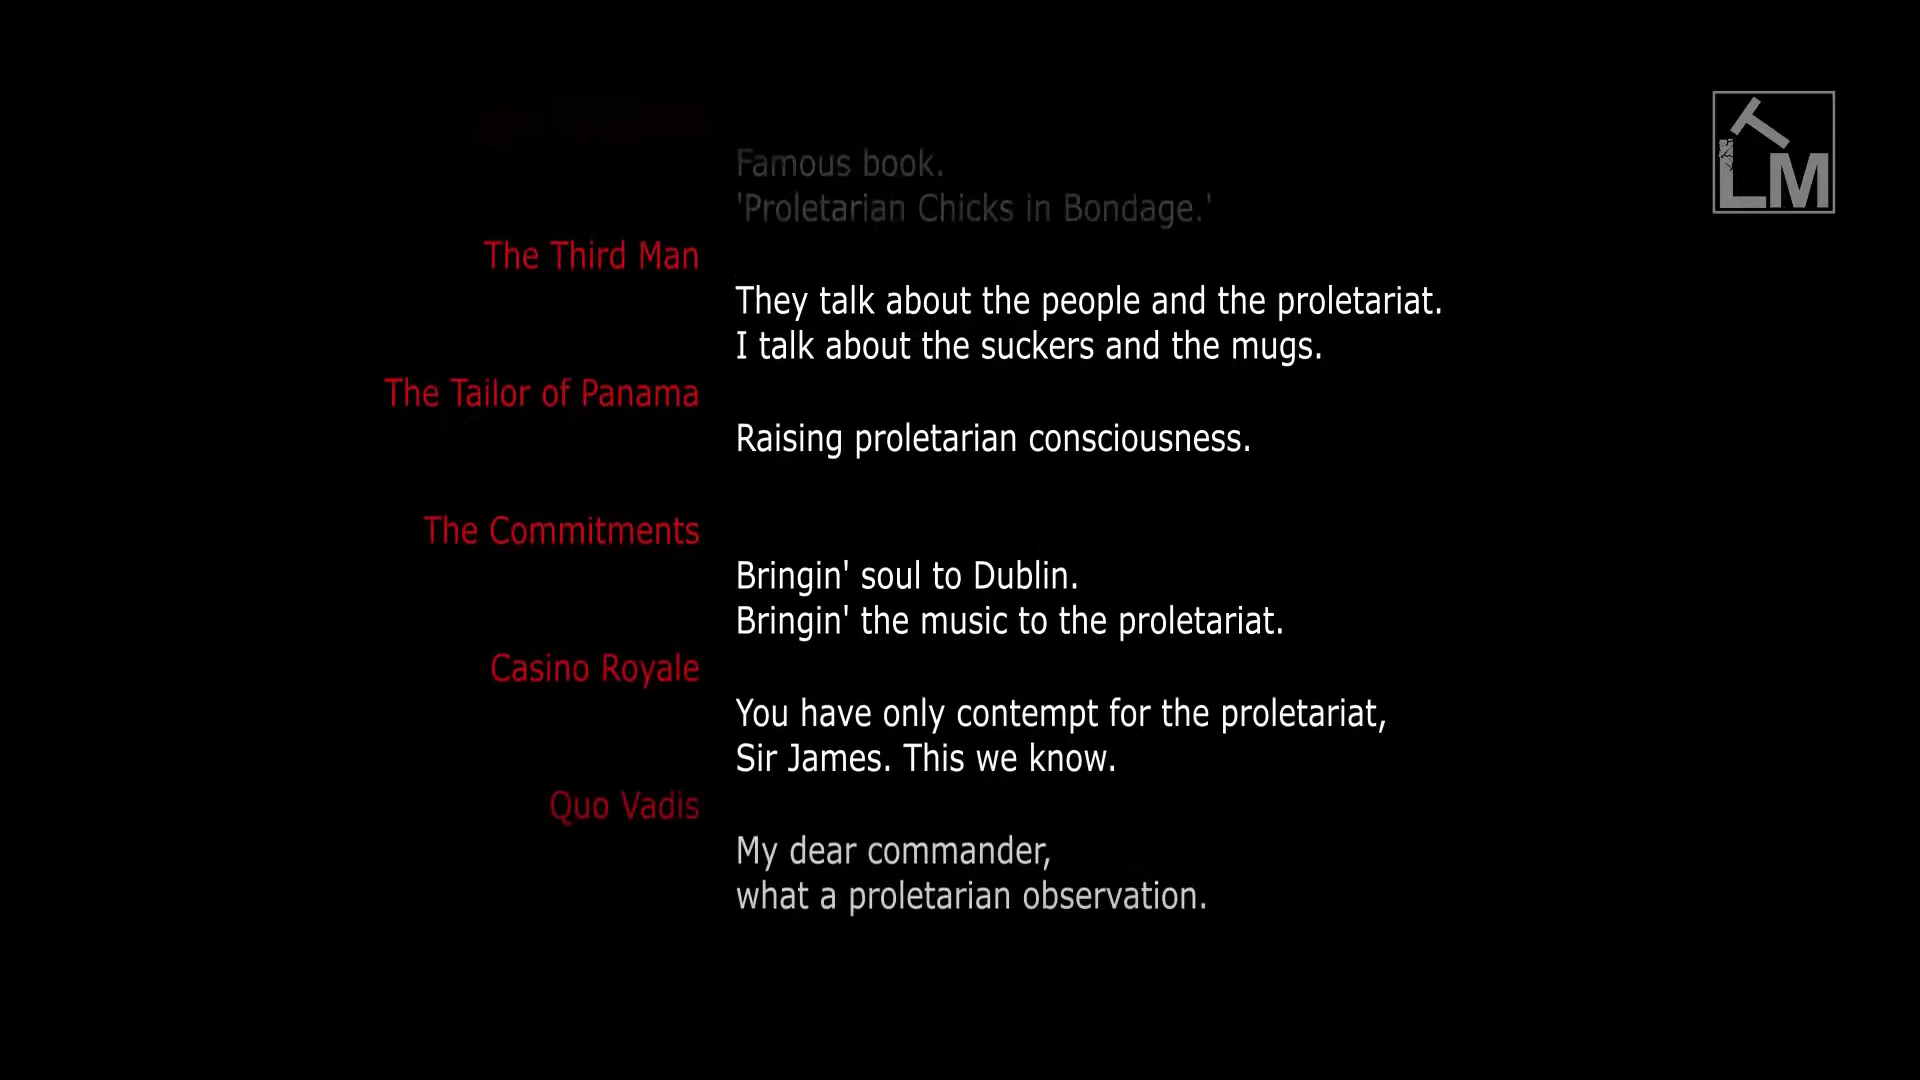 Famous book.
'Proletarian Chicks in Bondage.'
The Third Man
They talk about the people and the proletariat.
I talk about the suckers and the mugs.
The Tailor of Panama
Raising proletarian consciousness.
The Commitments
Bringin' soul to Dublin.
Bringin' the music to the proletariat.
Casino Royale
You have only contempt for the proletariat,
Sir James. This we know.
Quo Vadis
My dear commander,
what a proletarian observation.
TLM